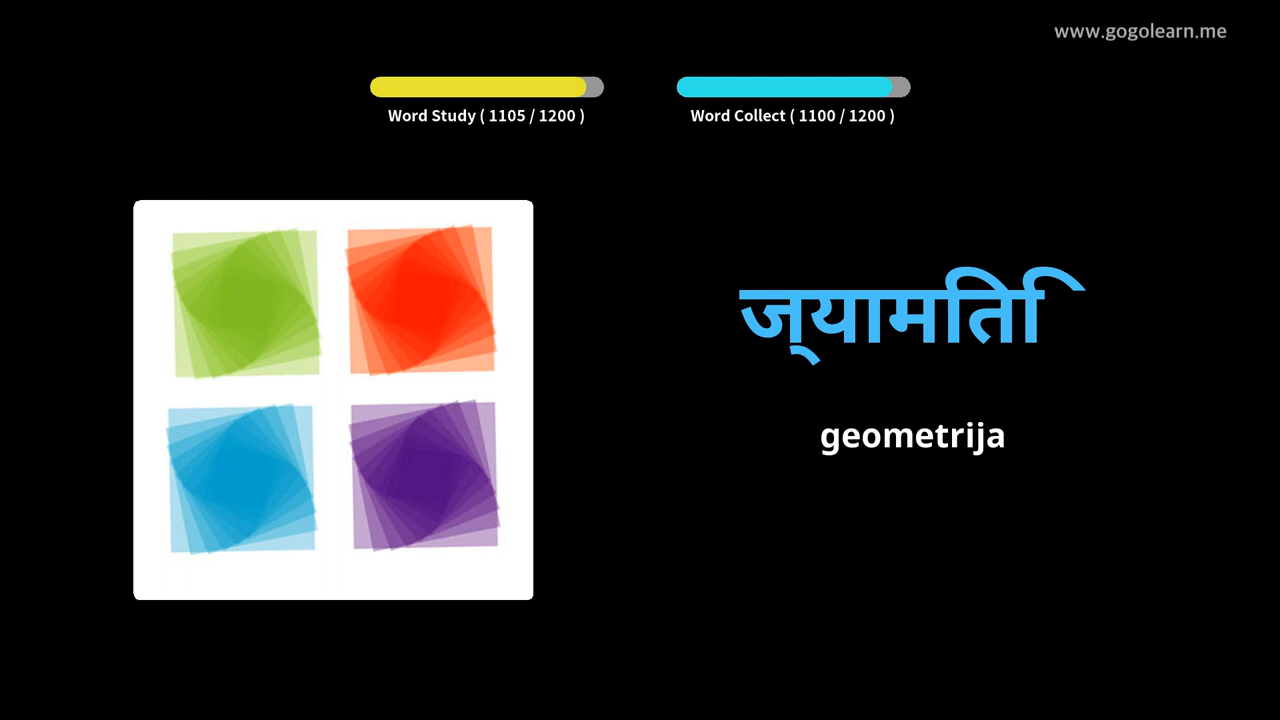 www.gogolearn.me
Word Study ( 1105 / 1200 )
Word Collect ( 1100 / 1200 )
ज्यामिति
geometrija